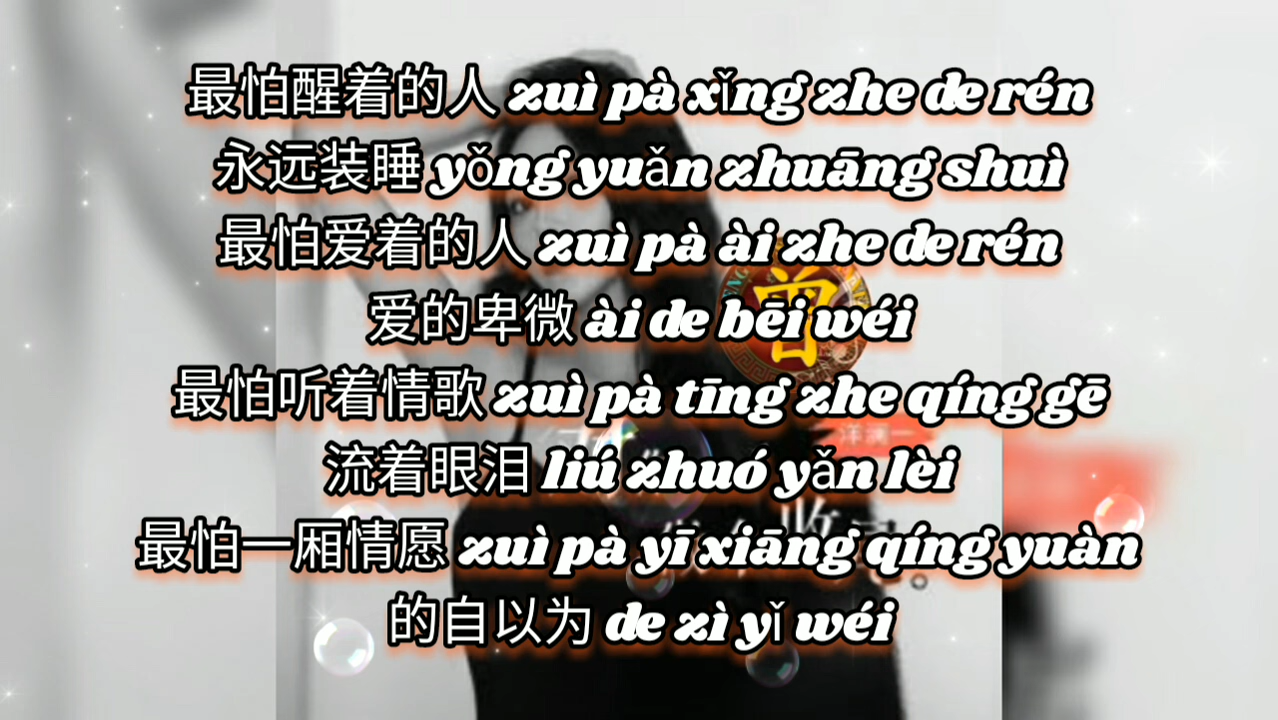 最怕醒着的人 zuì pà xǐng zhe de rén
永远装睡 yǒng yuǎn zhuāng shuì
最怕爱着的人 zuì pà ài zhe de rén
爱的卑微 ài de bēi wéi
曾
最怕听着情歌 zuì pà tīng zhe qíng gē
洋澜一
流着眼泪 liú zhuó yǎn lèi
最怕一厢情愿 zuì pà yī xiāng qíng yuàn
的自以为 de zì yǐ wéi